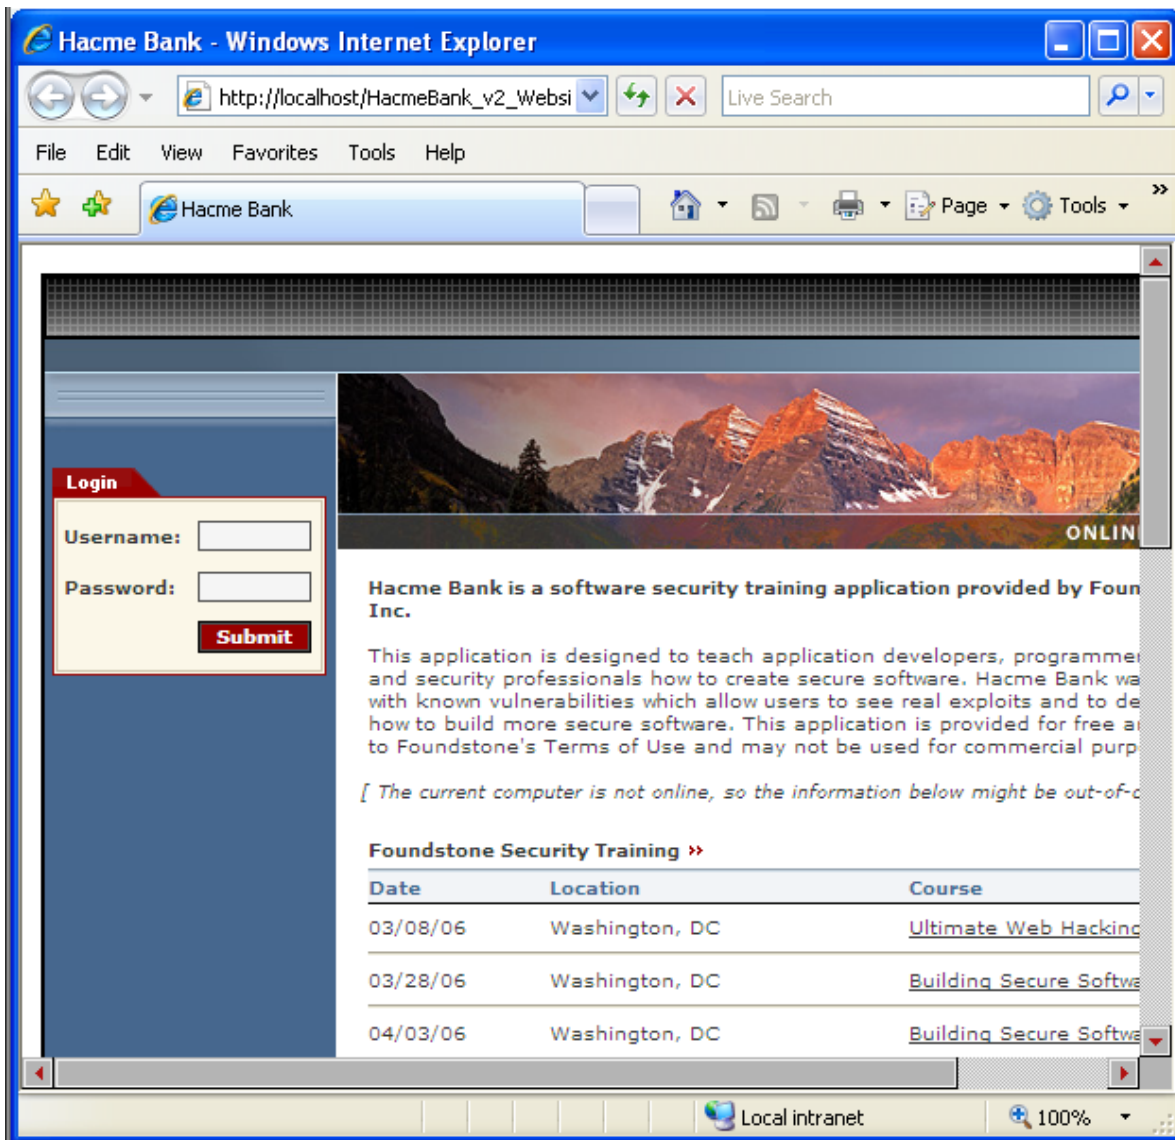 Hacme Bank - Windows Internet Explorer
http://localhost/HacmeBank_v2_Websi
Live Search
File Edit View Favorites Tools Help
Hacme Bank
Page Tools
Login
Username:
Password:
Submit
ONLIN
Hacme Bank is a software security training application provided by Foun
Inc.
This application is designed to teach application developers, programmer
and security professionals how to create secure software. Hacme Bank wa
with known vulnerabilities which allow users to see real exploits and to de
how to build more secure software. This application is provided for free a
to Foundstone's Terms of Use and may not be used for commercial purp
[ The current computer is not online, so the information below might be out-of-
Foundstone Security Training »
Date Location Course
03/08/06 Washington, DC Ultimate Web Hacking
03/28/06 Washington, DC Building Secure Softwa
04/03/06 Washington, DC Building Secure Softwa
Local intranet 100%